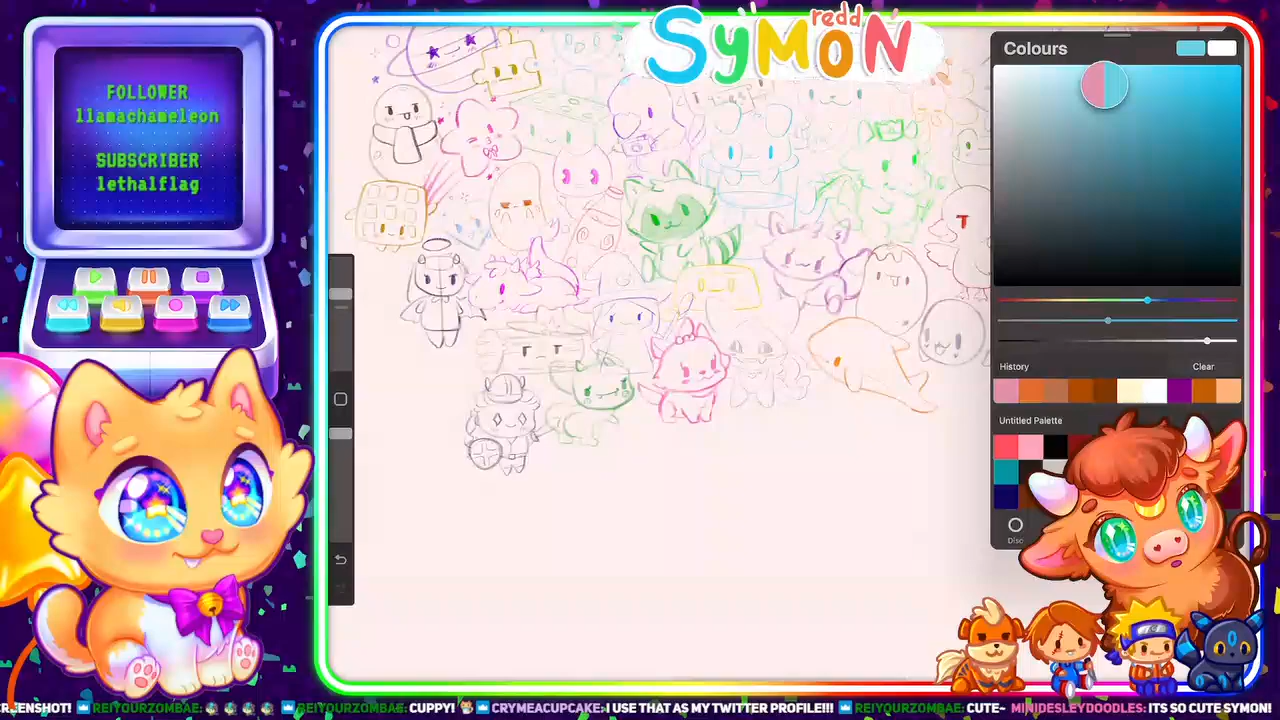 redd
SyMoN
FOLLOWER
llamachameleon
SUBSCRIBER
lethalflag
Colours
History
Clear
Untitled Palette
Disc
T
CREENSHOT! REIYOURZOMBAE: REIYOURZOMBAE: CUPPY! CRYMEACUPCAKE: I USE THAT AS MY TWITTER PROFILE!!! REIYOURZOMBAE: CUTE~ MINIDESLEYDOODLES: ITS SO CUTE SYMON!